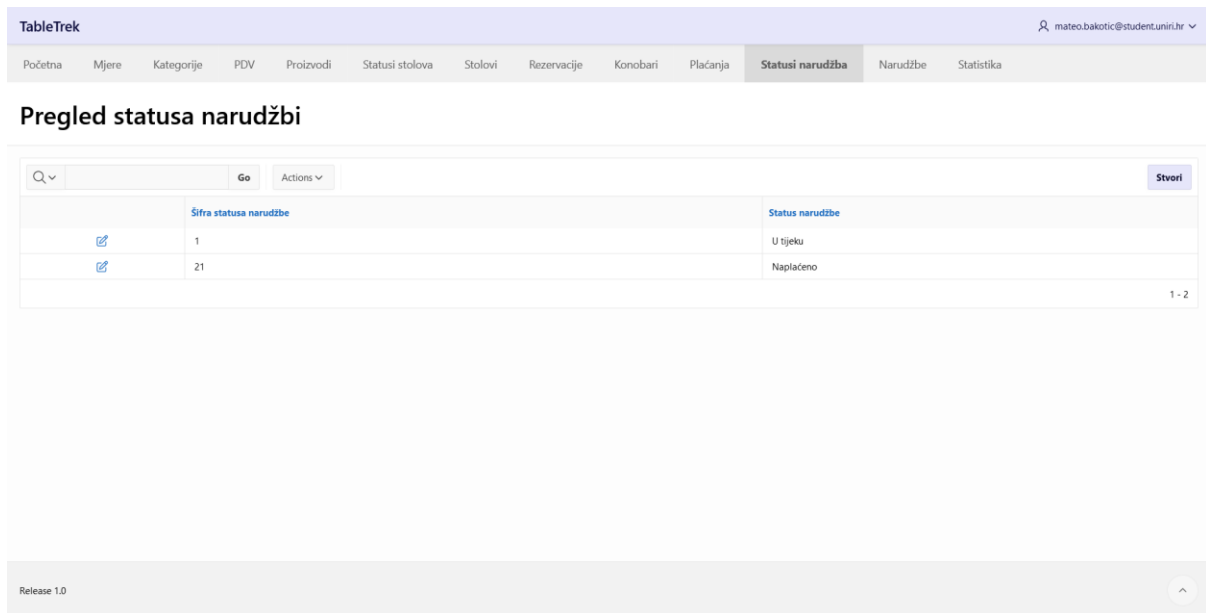 TableTrek mateo.bakotic@student.uniri.hr
Početna Mjere Kategorije PDV Proizvodi Statusi stolova Stolovi Rezervacije Konobari Plaćanja Statusi narudžba Narudžbe Statistika
Pregled statusa narudžbi
Go Actions Stvori
Šifra statusa narudžbe Status narudžbe
1 U tijeku
21 Naplaćeno
1 - 2
Release 1.0